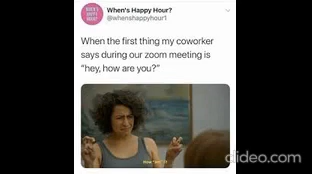 When's Happy Hour?
@whenshappyhour1
When the first thing my coworker
says during our zoom meeting is
“hey, how are you?”
dideo.com